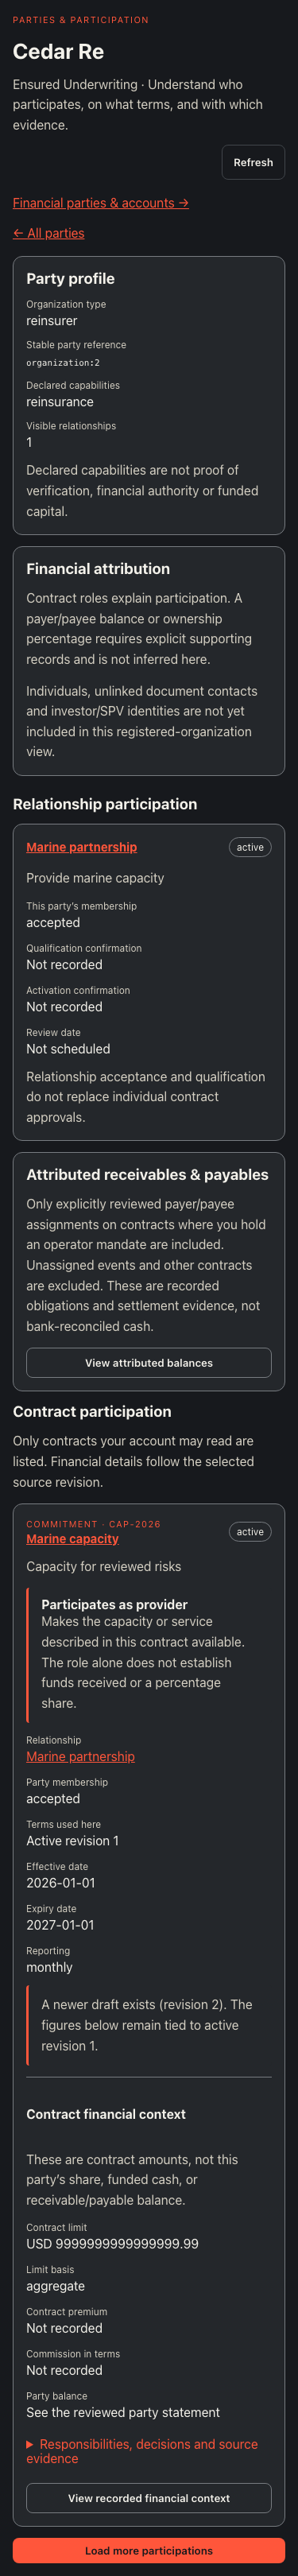 PARTIES & PARTICIPATION
Cedar Re
Ensured Underwriting · Understand who
participates, on what terms, and with which
evidence.
Refresh
Financial parties & accounts →
← All parties
Party profile
Organization type
reinsurer
Stable party reference
organization:2
Declared capabilities
reinsurance
Visible relationships
1
Declared capabilities are not proof of
verification, financial authority or funded
capital.
Financial attribution
Contract roles explain participation. A
payer/payee balance or ownership
percentage requires explicit supporting
records and is not inferred here.
Individuals, unlinked document contacts
and investor/SPV identities are not yet
included in this registered-organization
view.
Relationship participation
Marine partnership
active
Provide marine capacity
This party's membership
accepted
Qualification confirmation
Not recorded
Activation confirmation
Not recorded
Review date
Not scheduled
Relationship acceptance and qualification
do not replace individual contract
approvals.
Attributed receivables & payables
Only explicitly reviewed payer/payee
assignments on contracts where you hold
an operator mandate are included.
Unassigned events and other contracts
are excluded. These are recorded
obligations and settlement evidence, not
bank-reconciled cash.
View attributed balances
Contract participation
Only contracts your account may read are
listed. Financial details follow the selected
source revision.
COMMITMENT · CAP-2026
Marine capacity
active
Capacity for reviewed risks
Participates as provider
Makes the capacity or service
described in this contract available.
The role alone does not establish
funds received or a percentage
share.
Relationship
Marine partnership
Party membership
accepted
Terms used here
Active revision 1
Effective date
2026-01-01
Expiry date
2027-01-01
Reporting
monthly
A newer draft exists (revision 2). The
figures below remain tied to active
revision 1.
Contract financial context
These are contract amounts, not this
party's share, funded cash, or
receivable/payable balance.
Contract limit
USD 9999999999999999.99
Limit basis
aggregate
Contract premium
Not recorded
Commission in terms
Not recorded
Party balance
See the reviewed party statement
▶ Responsibilities, decisions and source
evidence
View recorded financial context
Load more participations